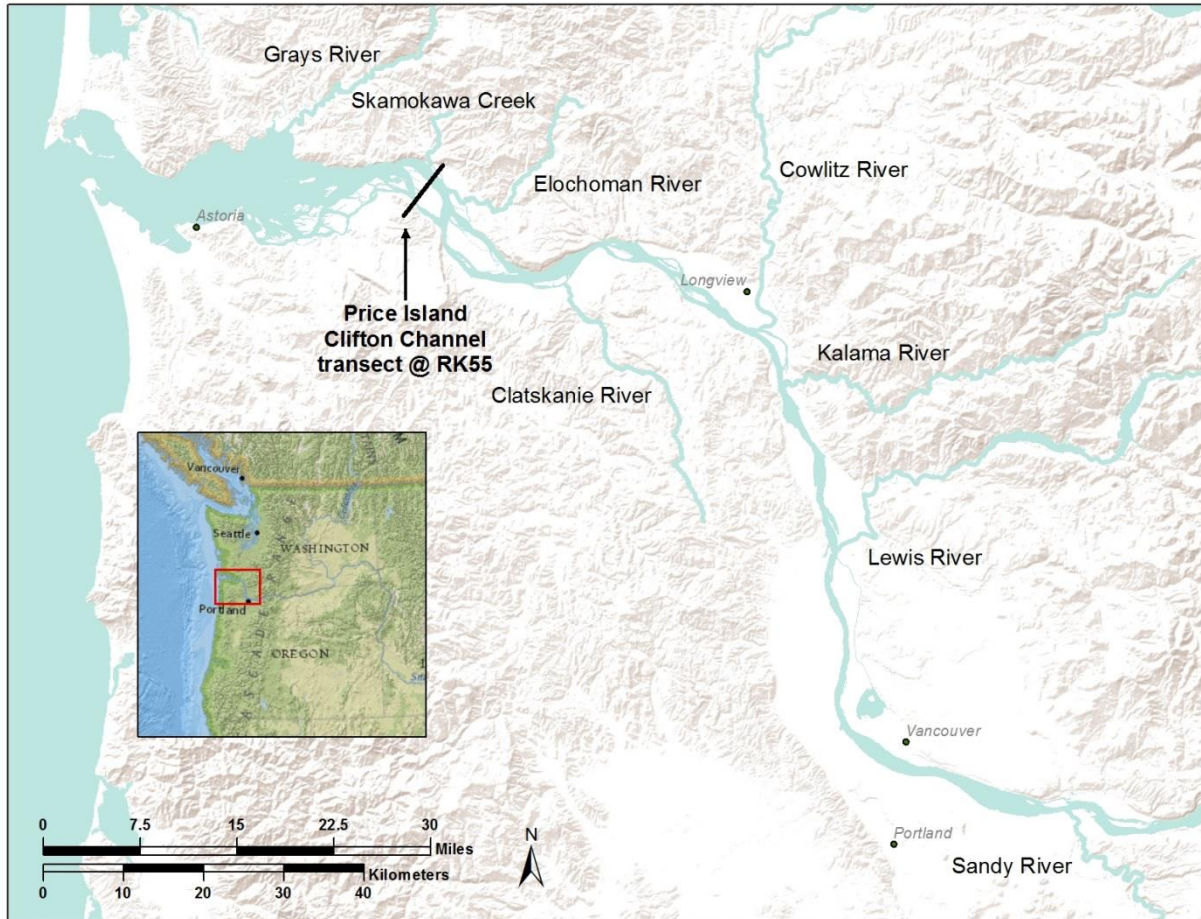 Grays River
Skamokawa Creek
Elochoman River
Cowlitz River
Astoria
Longview
Price Island
Clifton Channel
transect @ RK55
Kalama River
Clatskanie River
Vancouver
Seattle
WASHINGTON
Portland
OREGON
Lewis River
Vancouver
Portland
Sandy River
0 7.5 15 22.5 30
Miles
Kilometers
0 10 20 30 40
N